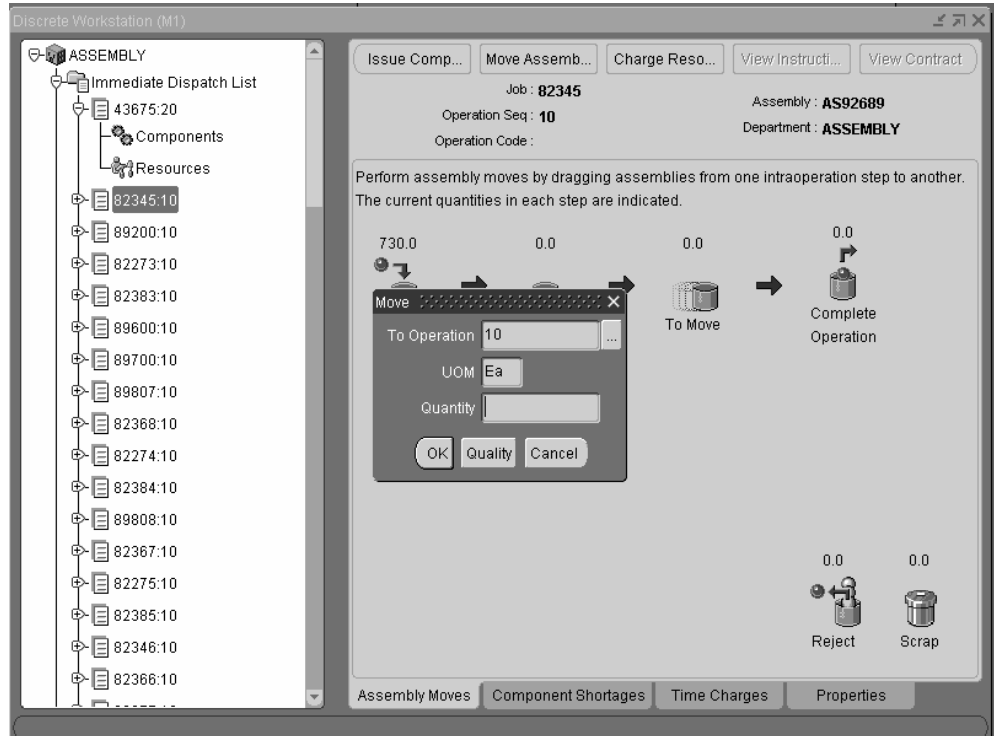 Discrete Workstation (M1)
ASSEMBLY
Immediate Dispatch List
43675:20
Components
Resources
82345:10
89200:10
82273:10
82383:10
89600:10
89700:10
89807:10
82368:10
82274:10
82384:10
89808:10
82367:10
82275:10
82385:10
82346:10
82366:10
Issue Comp...
Move Assemb...
Charge Reso...
View Instructi...
View Contract
Job : 82345
Operation Seq : 10
Operation Code :
Assembly : AS92689
Department : ASSEMBLY
Perform assembly moves by dragging assemblies from one intraoperation step to another.
The current quantities in each step are indicated.
730.0
0.0
0.0
0.0
To Move
Complete
Operation
Move
To Operation 10 ...
UOM Ea
Quantity
OK Quality Cancel
0.0
0.0
Reject
Scrap
Assembly Moves
Component Shortages
Time Charges
Properties